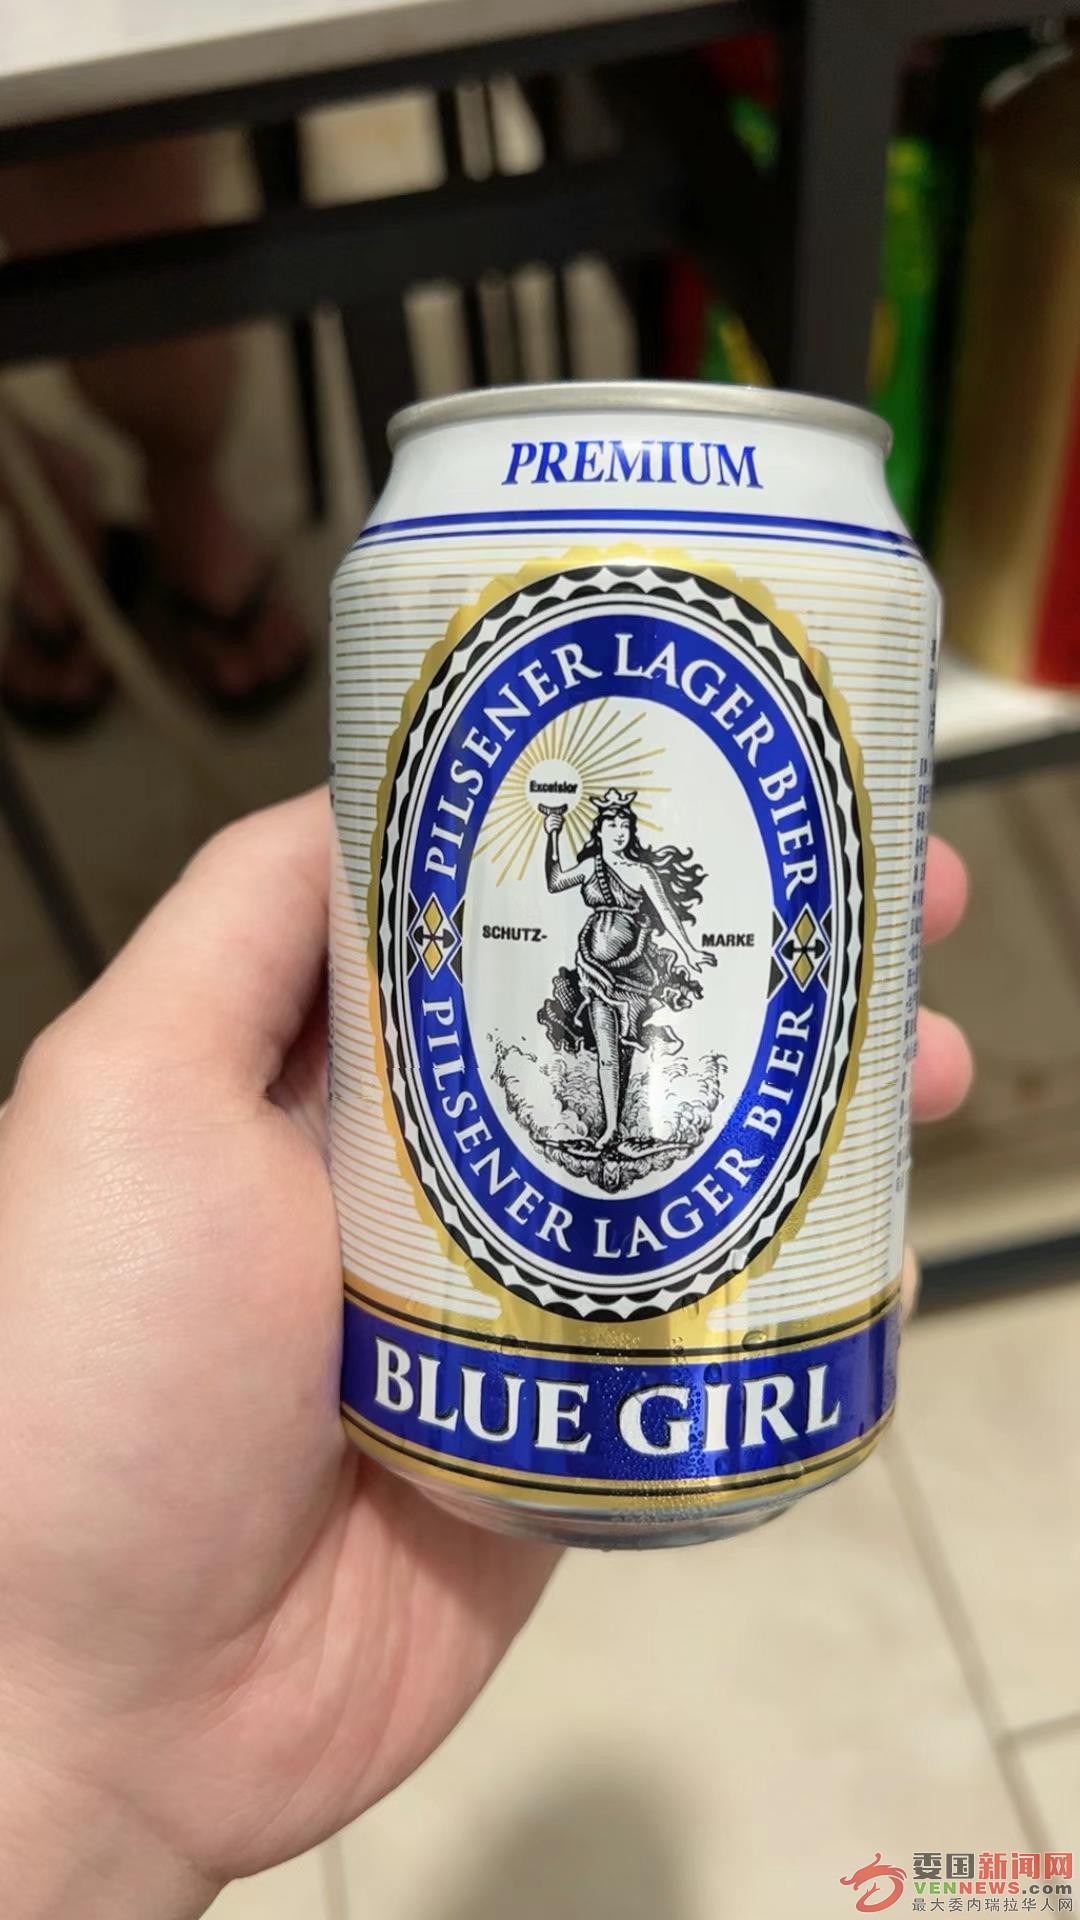 PREMIUM
PILSENER LAGER BIER
Excelsior
SCHUTZ-
MARKE
PILSENER LAGER BIER
BLUE GIRL
委国新闻网
VENNEWS.com
最大委内瑞拉华人网